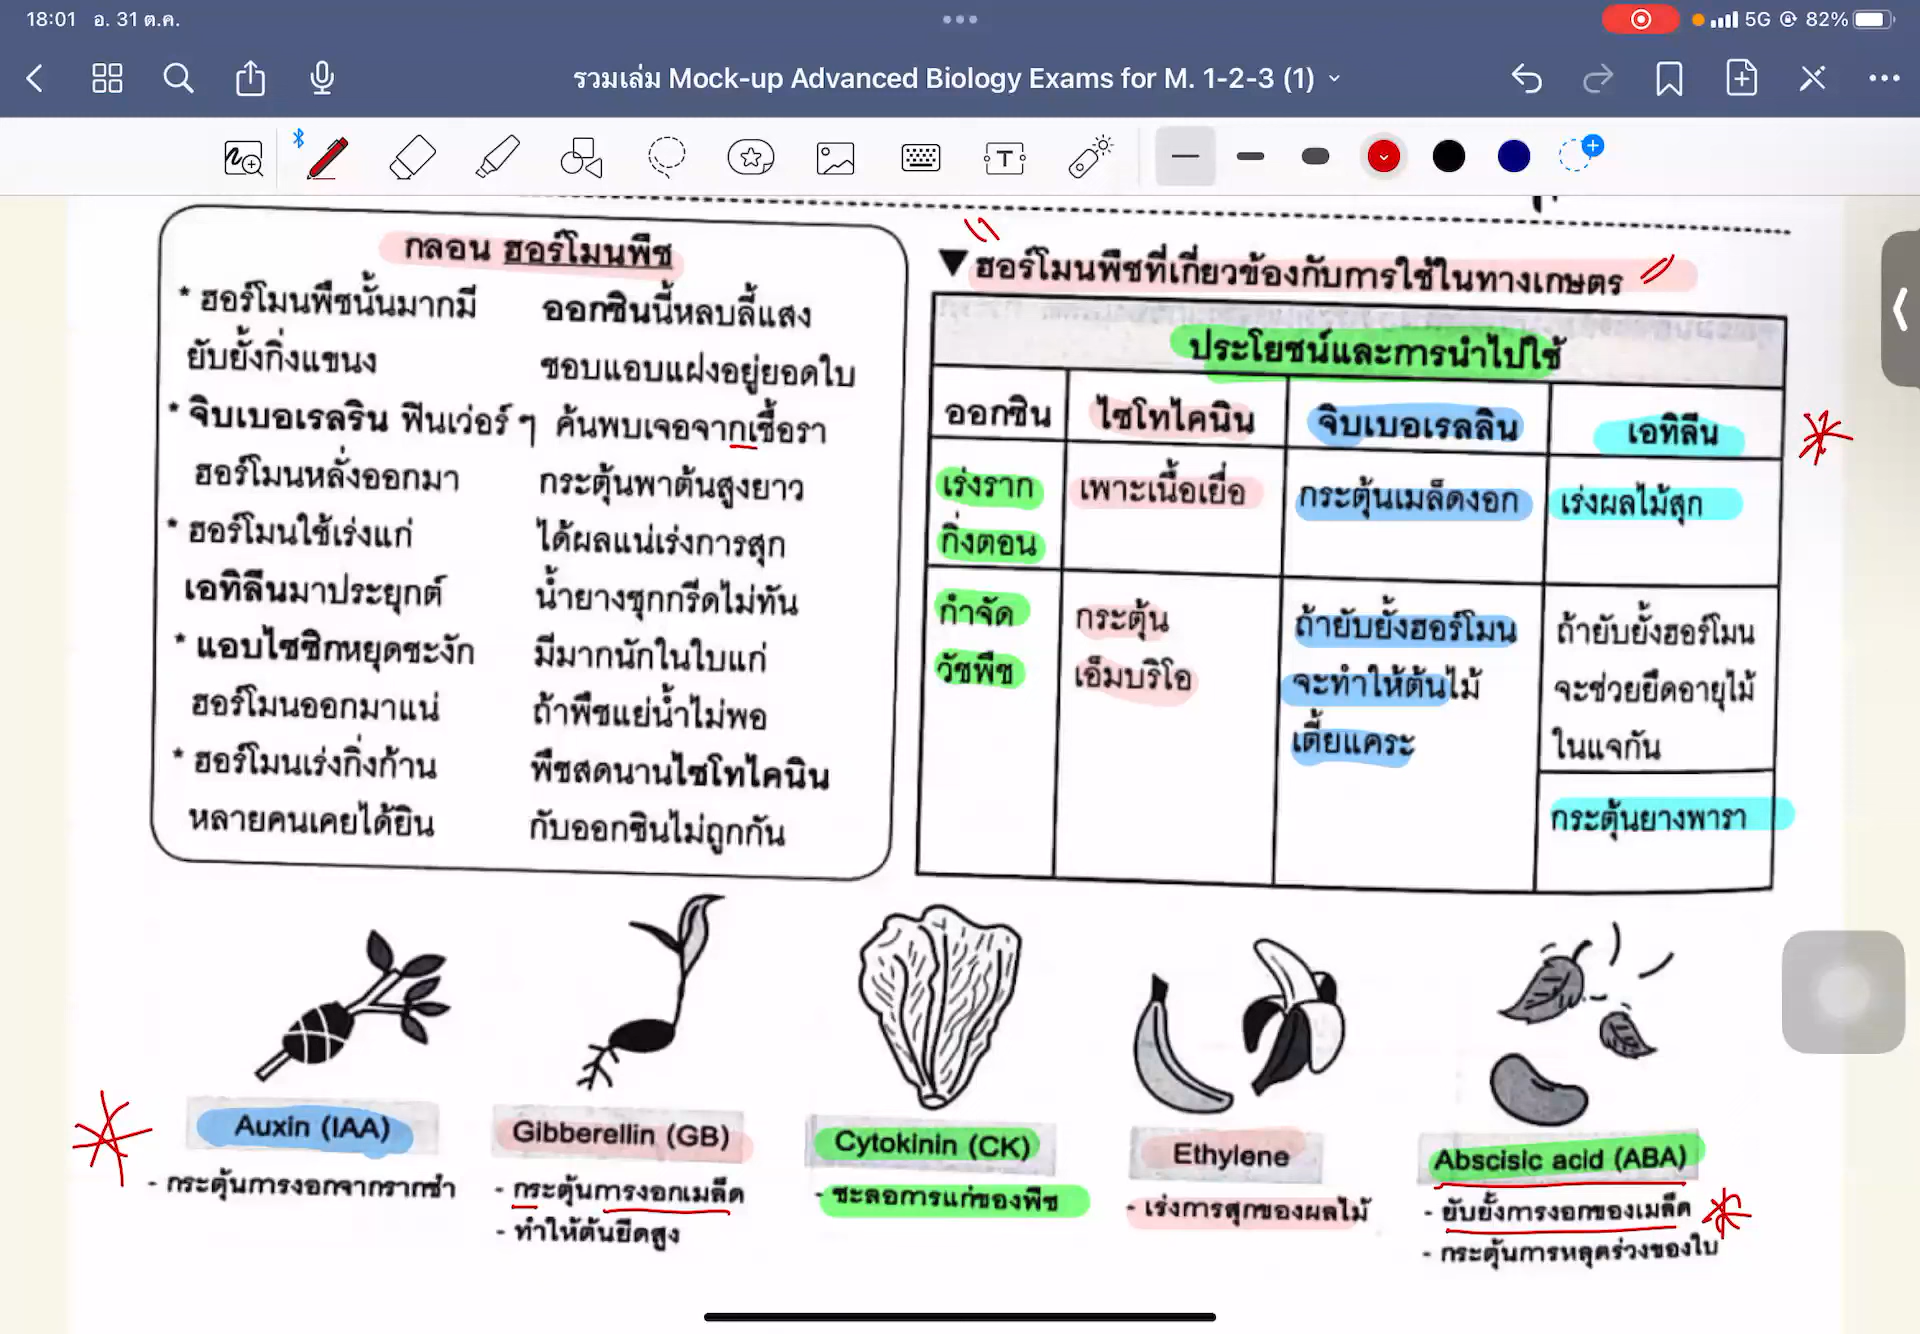 18:01 อ. 31 ต.ค.
5G 82%
รวมเล่ม Mock-up Advanced Biology Exams for M. 1-2-3 (1)
กลอน ฮอร์โมนพืช
* ฮอร์โมนพืชนั้นมากมี ออกซินนี้หลบลี้แสง
ยับยั้งกิ่งแขนง ชอบแอบแฝงอยู่ยอดใบ
* จิบเบอเรลริน ฟินเว่อร์ ๆ ค้นพบเจอจากเชื้อรา
ฮอร์โมนหลั่งออกมา กระตุ้นพาต้นสูงยาว
* ฮอร์โมนใช้เร่งแก่ ได้ผลแน่เร่งการสุก
เอทิลีนมาประยุกต์ น้ำยางซุกกรีดไม่ทัน
* แอบไซซิกหยุดชะงัก มีมากนักในใบแก่
ฮอร์โมนออกมาแน่ ถ้าพืชแย่น้ำไม่พอ
* ฮอร์โมนเร่งกิ่งก้าน พืชสดนานไซโทไคนิน
หลายคนเคยได้ยิน กับออกซินไม่ถูกกัน
▼ ฮอร์โมนพืชที่เกี่ยวข้องกับการใช้ในทางเกษตร
ประโยชน์และการนำไปใช้
ออกซิน ไซโทไคนิน จิบเบอเรลลิน เอทิลีน
เร่งราก เพาะเนื้อเยื่อ กระตุ้นเมล็ดงอก เร่งผลไม้สุก
กิ่งตอน
กำจัด กระตุ้น ถ้ายับยั้งฮอร์โมน ถ้ายับยั้งฮอร์โมน
วัชพืช เอ็มบริโอ จะทำให้ต้นไม้ จะช่วยยืดอายุไม้
เตี้ยแคระ ในแจกัน
กระตุ้นยางพารา
Auxin (IAA)
- กระตุ้นการงอกจากรากซำ
Gibberellin (GB)
- กระตุ้นการงอกเมล็ด
- ทำให้ต้นยืดสูง
Cytokinin (CK)
- ชะลอการแก่ของพืช
Ethylene
- เร่งการสุกของผลไม้
Abscisic acid (ABA)
- ยับยั้งการงอกของเมล็ด
- กระตุ้นการหลุดร่วงของใบ